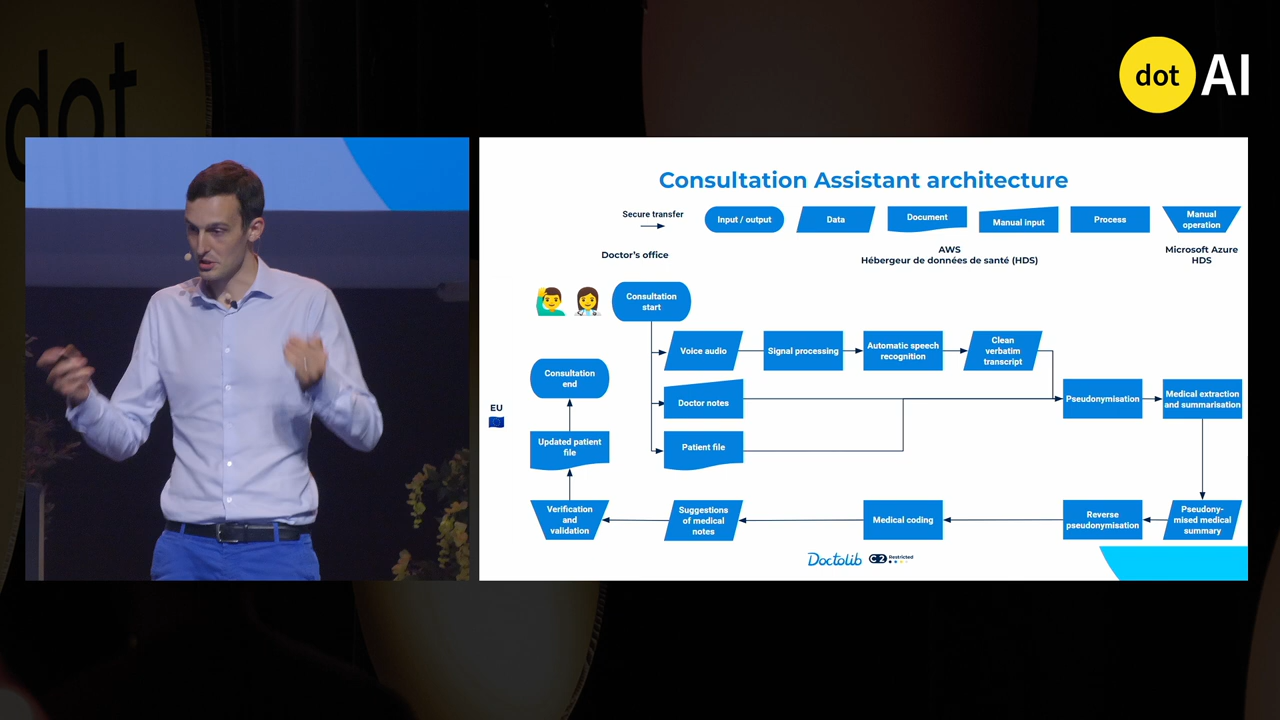 dot
dot AI
Consultation Assistant architecture
Secure transfer
Input / output
Data
Document
Manual input
Process
Manual
operation
Doctor's office
AWS
Hébergeur de données de santé (HDS)
Microsoft Azure
HDS
Consultation
start
Voice audio
Signal processing
Automatic speech
recognition
Clean
verbatim
transcript
Consultation
end
Doctor notes
Pseudonymisation
Medical extraction
and summarisation
EU
Updated patient
file
Patient file
Verification
and
validation
Suggestions
of medical
notes
Medical coding
Reverse
pseudonymisation
Pseudony-
mised medical
summary
Doctolib
C2 Restricted